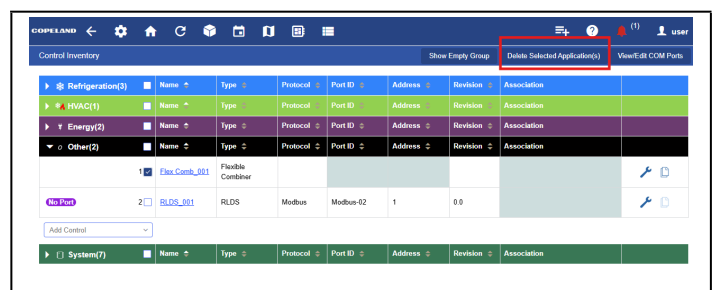 COPELAND (1) user
Control Inventory Show Empty Group Delete Selected Application(s) View/Edit COM Ports
Refrigeration(3) Name Type Protocol Port ID Address Revision Association
HVAC(1) Name Type Protocol Port ID Address Revision Association
Energy(2) Name Type Protocol Port ID Address Revision Association
Other(2) Name Type Protocol Port ID Address Revision Association
1 Flex Comb_001 Flexible
Combiner
No Port 2 RLDS_001 RLDS Modbus Modbus-02 1 0.0
Add Control
System(7) Name Type Protocol Port ID Address Revision Association